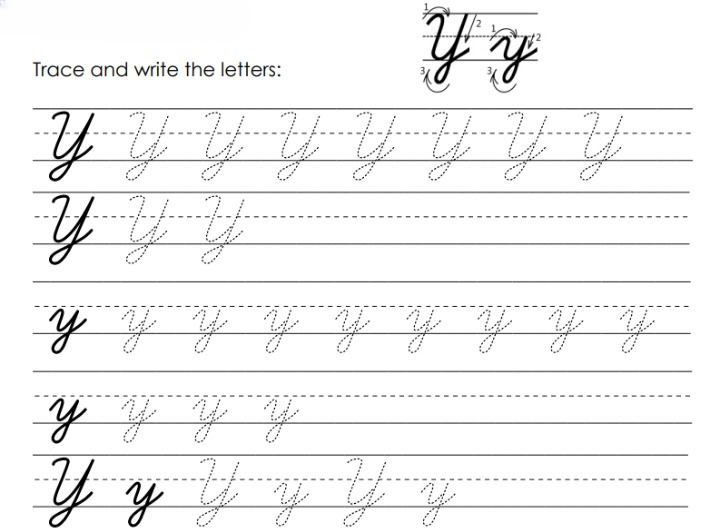 1 2 1 2
Y y
3 3
Trace and write the letters:
Y Y Y Y Y Y Y Y
Y Y Y
y y y y y y y y y
y y y y
Y y Y y Y y